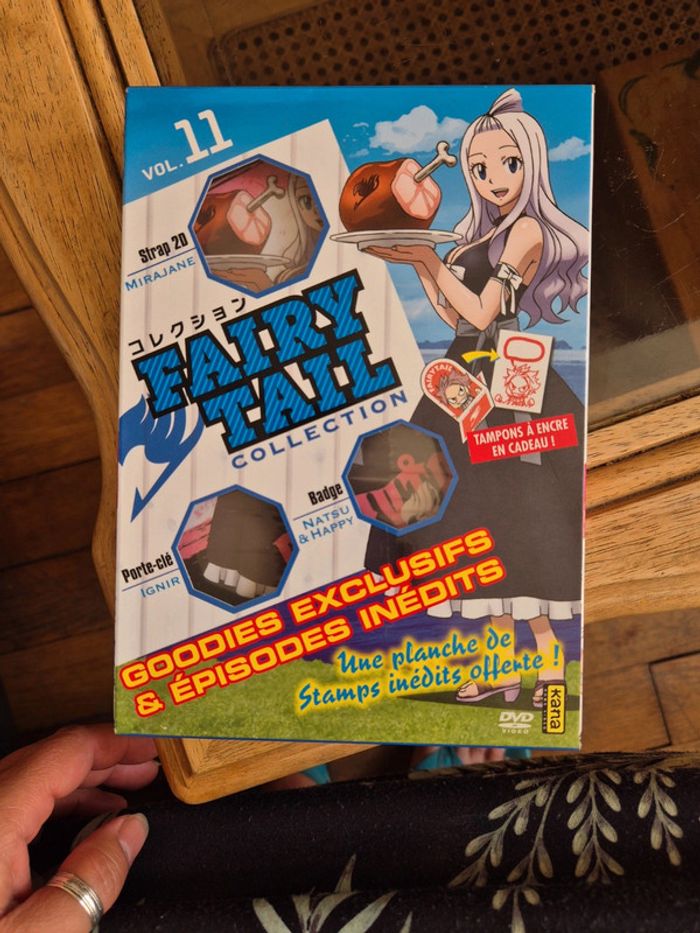 VOL. 11
Strap 2D
MIRAJANE
コレクション
FAIRY
TAIL
COLLECTION
FAIRYTAIL
TAMPONS À ENCRE
EN CADEAU !
Badge
NATSU
& HAPPY
Porte-clé
IGNIR
GOODIES EXCLUSIFS
& ÉPISODES INÉDITS
Une planche de
Stamps inédits offerte !
DVD
VIDEO
kana